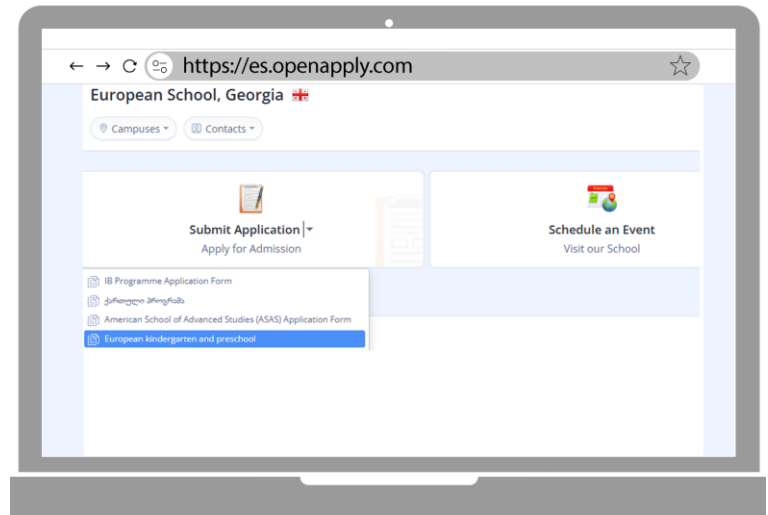 https://es.openapply.com
European School, Georgia
Campuses
Contacts
Submit Application
Apply for Admission
Schedule an Event
Visit our School
IB Programme Application Form
ქართული პროგრამა
American School of Advanced Studies (ASAS) Application Form
European kindergarten and preschool